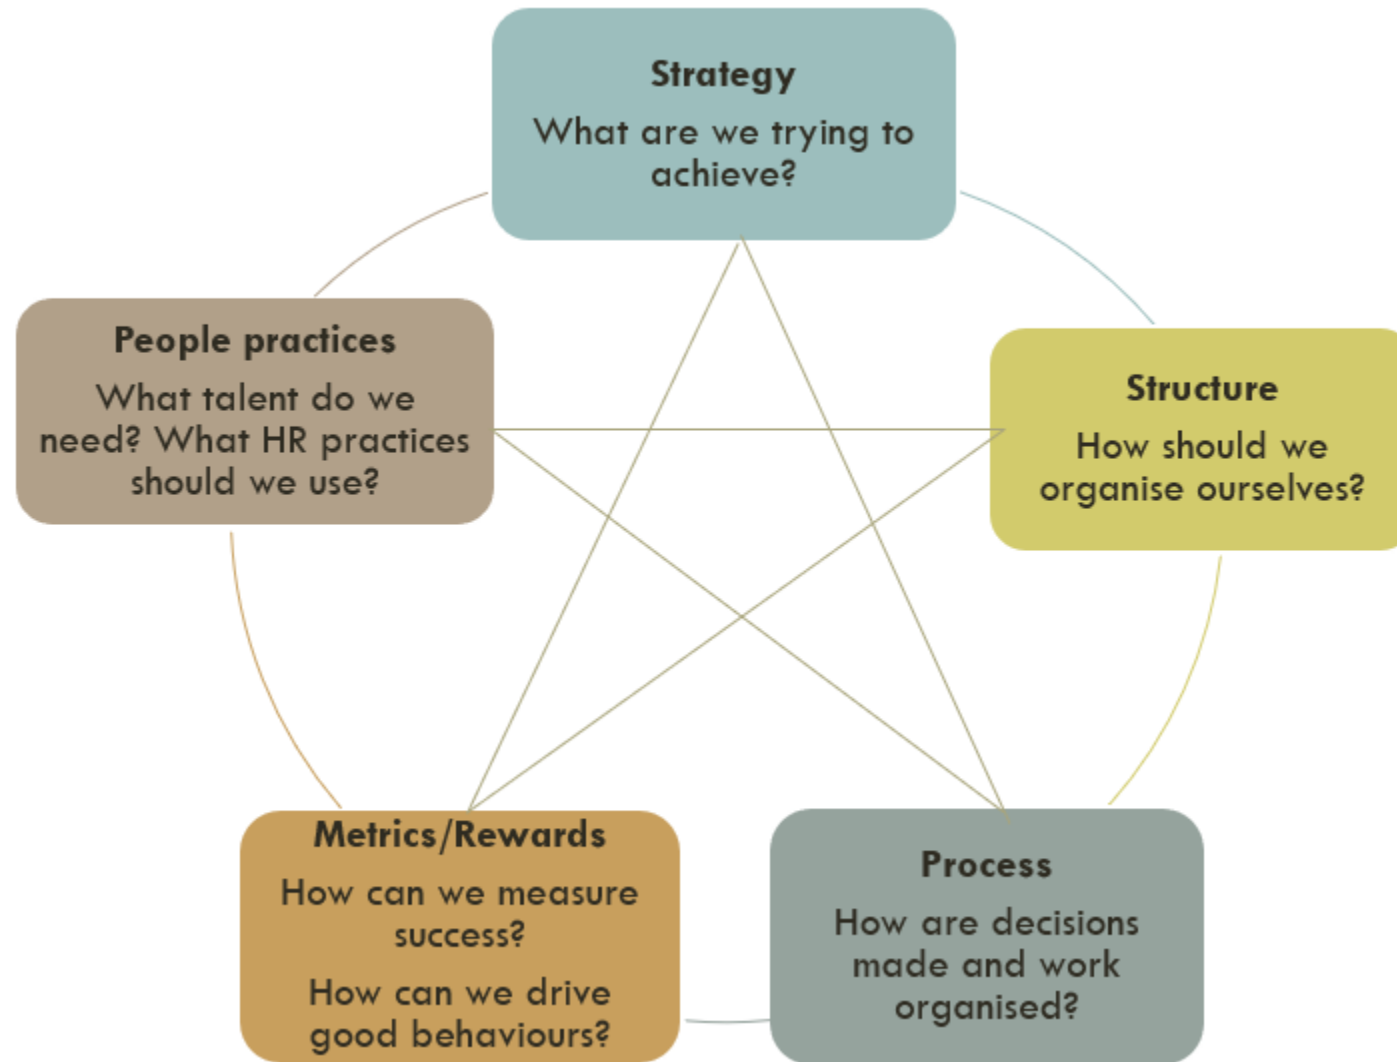 Strategy
What are we trying to
achieve?
People practices
What talent do we
need? What HR practices
should we use?
Structure
How should we
organise ourselves?
Metrics/Rewards
How can we measure
success?
How can we drive
good behaviours?
Process
How are decisions
made and work
organised?